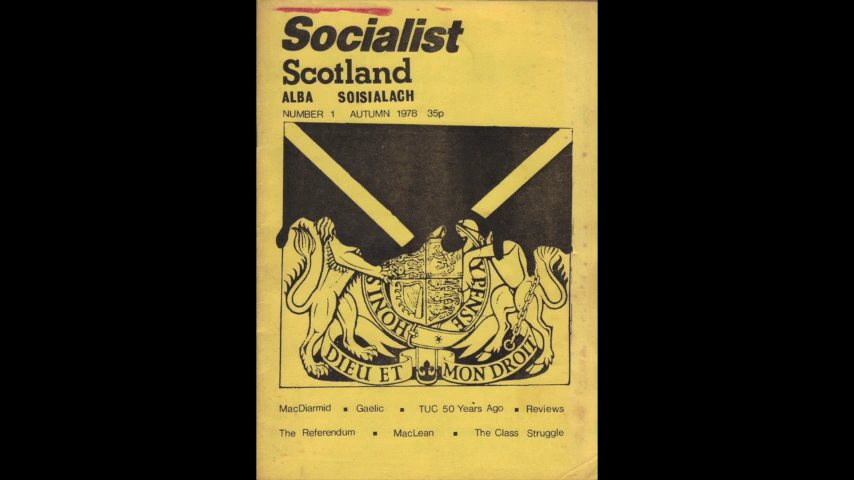 Socialist
Scotland
ALBA SOISIALACH
NUMBER 1 AUTUMN 1978 35p
HONI S
Y PENSE
DIEU ET MON DROIT
MacDiarmid ▪ Gaelic ▪ TUC 50 Years Ago ▪ Reviews
The Referendum ▪ MacLean ▪ The Class Struggle